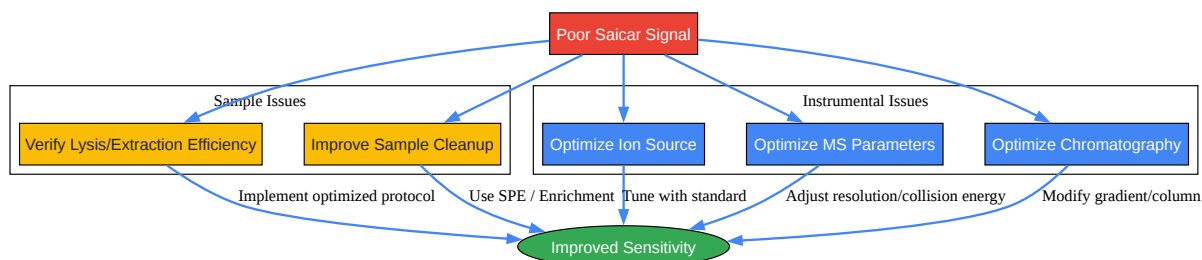 Poor Saicar Signal
Sample Issues
Instrumental Issues
Verify Lysis/Extraction Efficiency
Improve Sample Cleanup
Optimize Ion Source
Optimize MS Parameters
Optimize Chromatography
Implement optimized protocol
Use SPE / Enrichment
Tune with standard
Adjust resolution/collision energy
Modify gradient/column
Improved Sensitivity